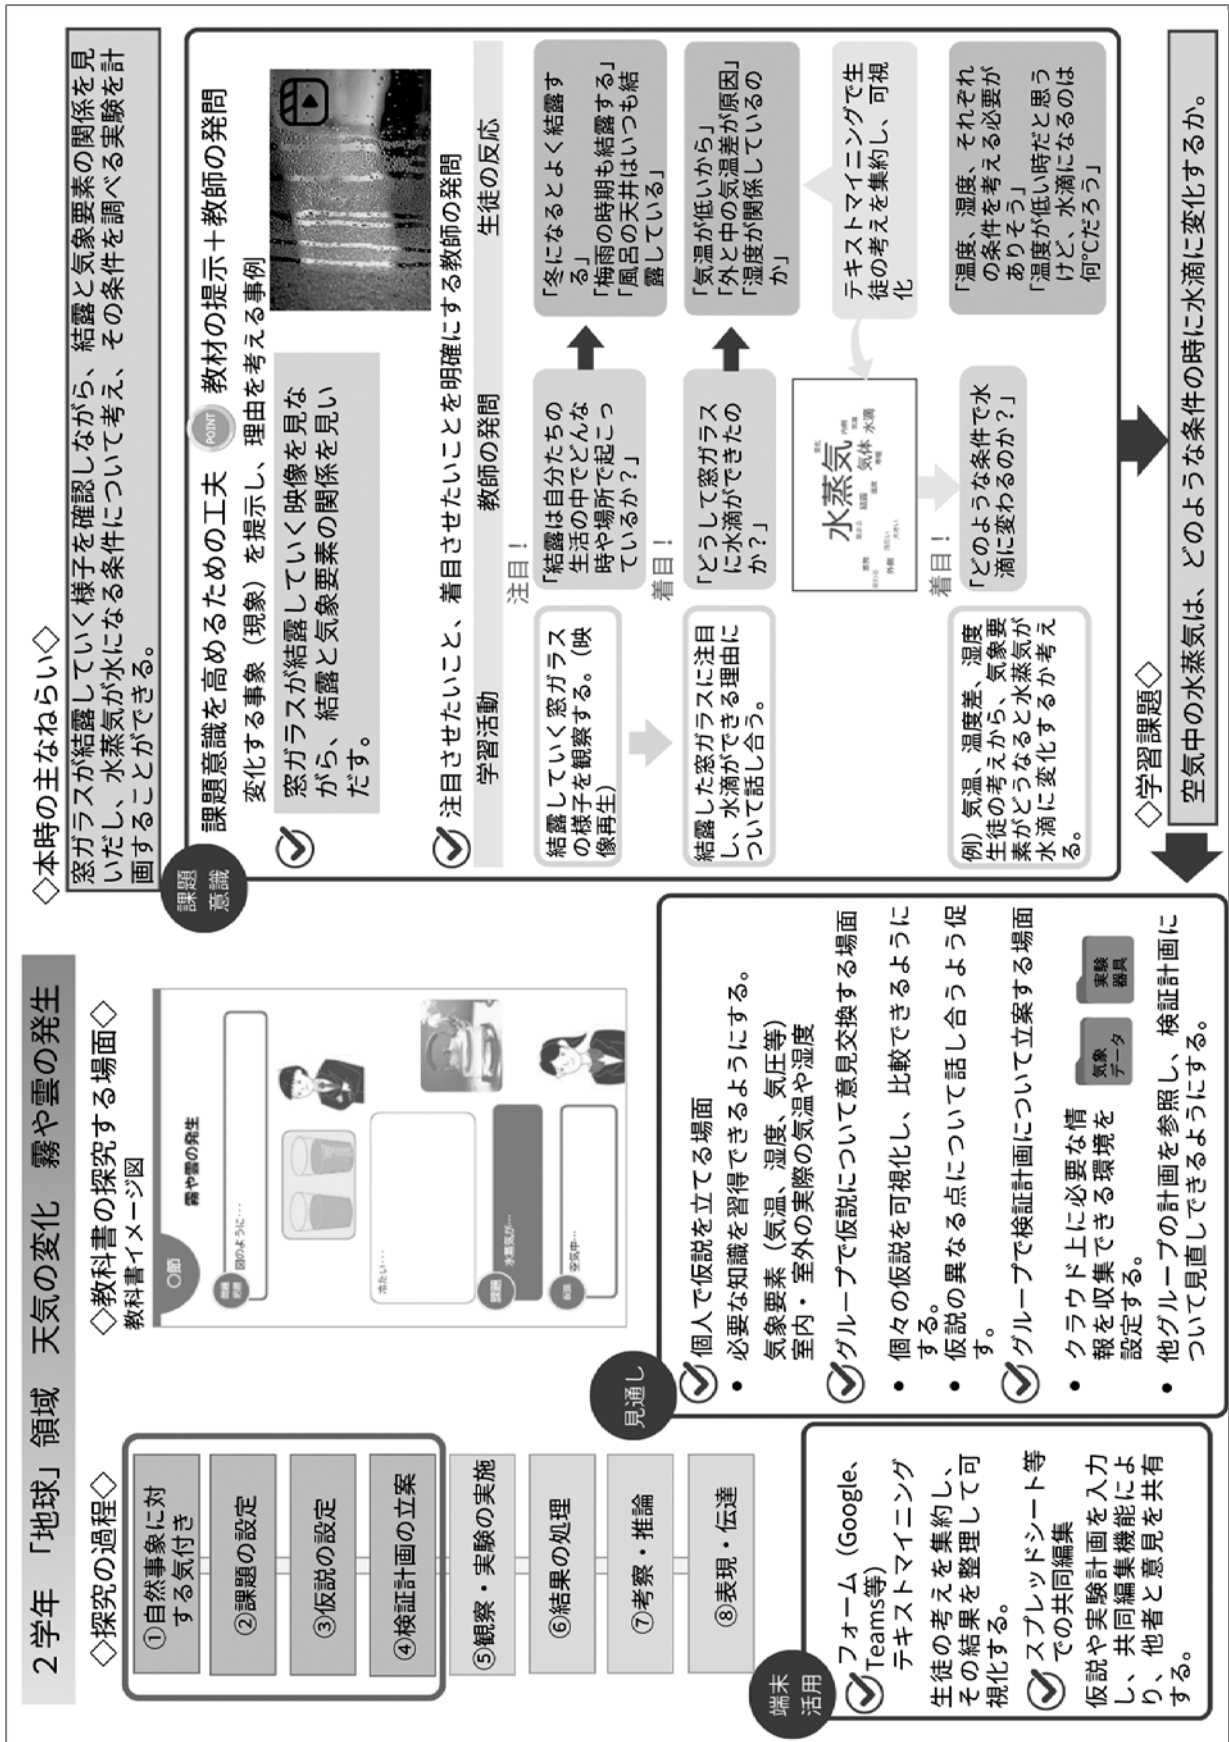 2学年 「地球」領域 天気の変化 霧や雲の発生
◇探究の過程◇
①自然事象に対
する気付き
②課題の設定
③仮説の設定
④検証計画の立案
⑤観察・実験の実施
⑥結果の処理
⑦考察・推論
⑧表現・伝達
◇教科書の探究する場面◇
教科書イメージ図
〇節
霧や雲の発生
図のように…
冷たい…
課題
水蒸気が…
仮説
空気中…
◇本時の主なねらい◇
窓ガラスが結露していく様子を確認しながら、結露と気象要素の関係を見
いだし、水蒸気が水になる条件について考え、その条件を調べる実験を計
画することができる。
課題
意識
課題意識を高めるための工夫 POINT 教材の提示＋教師の発問
変化する事象（現象）を提示し、理由を考える事例
窓ガラスが結露していく映像を見な
がら、結露と気象要素の関係を見い
だす。
注目させたいこと、着目させたいことを明確にする教師の発問
学習活動 教師の発問 生徒の反応
結露していく窓ガラス
の様子を観察する。（映
像再生）
注目！
「結露は自分たちの
生活の中でどんな
時や場所で起こっ
ているか？」
「冬になるとよく結露す
る」
「梅雨の時期も結露する」
「風呂の天井はいつも結
露している」
結露した窓ガラスに注目
し、水滴ができる理由に
ついて話し合う。
着目！
「どうして窓ガラス
に水滴ができたの
か？」
「気温が低いから」
「外と中の気温差が原因」
「湿度が関係しているの
か」
水蒸気
気体 水滴
結露
外側
冷たい
大きい
テキストマイニングで生
徒の考えを集約し、可視
化
例）気温、温度差、湿度
生徒の考えから、気象要
素がどうなると水蒸気が
水滴に変化するか考え
る。
着目！
「どのような条件で水
滴に変わるのか？」
「温度、湿度、それぞれ
の条件を考える必要が
ありそう」
「温度が低い時だと思う
けど、水滴になるのは
何℃だろう」
◇学習課題◇
空気中の水蒸気は、どのような条件の時に水滴に変化するか。
見通し
個人で仮説を立てる場面
• 必要な知識を習得できるようにする。
気象要素（気温、湿度、気圧等）
室内・室外の実際の気温や湿度
グループで仮説について意見交換する場面
• 個々の仮説を可視化し、比較できるように
する。
• 仮説の異なる点について話し合うよう促
す。
グループで検証計画について立案する場面
• クラウド上に必要な情
報を収集できる環境を
設定する。
気象
データ
実験
器具
• 他グループの計画を参照し、検証計画に
ついて見直しできるようにする。
端末
活用
フォーム（Google、
Teams等）
テキストマイニング
生徒の考えを集約し、
その結果を整理して可
視化する。
スプレッドシート等
での共同編集
仮説や実験計画を入力
し、共同編集機能によ
り、他者と意見を共有
する。